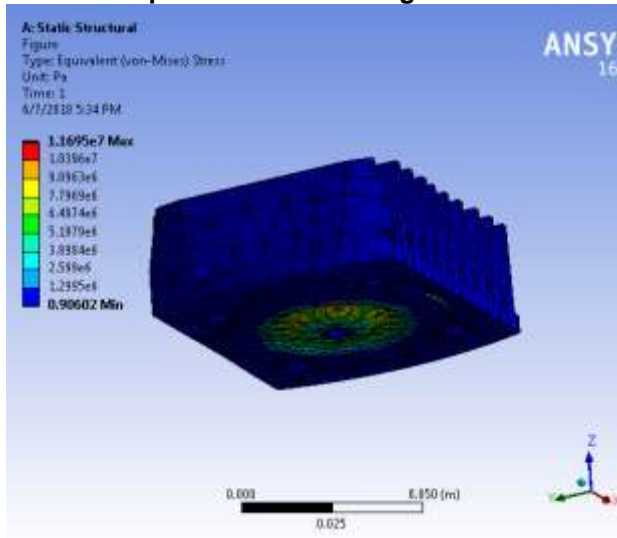 A: Static Structural
Figure
Type: Equivalent (von-Mises) Stress
Unit: Pa
Time: 1
6/7/2018 5:34 PM
1.1695e7 Max
1.0396e7
9.0963e6
7.7969e6
6.4974e6
5.1979e6
3.8984e6
2.599e6
1.2995e6
0.90602 Min
ANSY
16
Z
Y
X
0.000
0.050 (m)
0.025